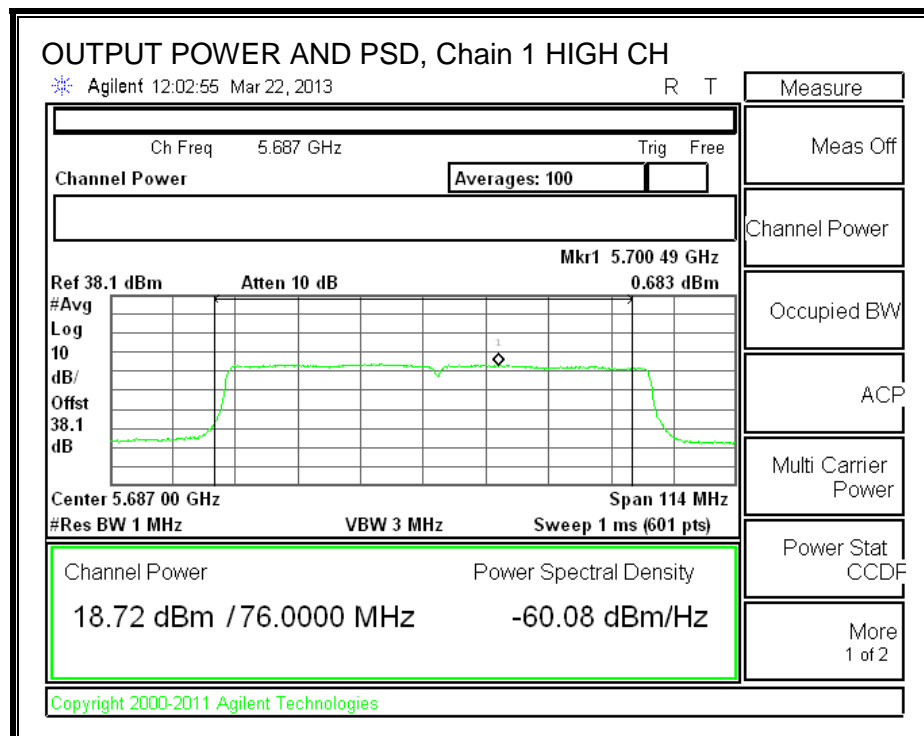 OUTPUT POWER AND PSD, Chain 1 HIGH CH
Agilent 12:02:55 Mar 22, 2013 R T
Ch Freq 5.687 GHz Trig Free
Channel Power Averages: 100
Mkr1 5.700 49 GHz
Ref 38.1 dBm Atten 10 dB 0.683 dBm
#Avg
Log
10
dB/
Offst
38.1
dB
1
Center 5.687 00 GHz Span 114 MHz
#Res BW 1 MHz VBW 3 MHz Sweep 1 ms (601 pts)
Channel Power Power Spectral Density
18.72 dBm / 76.0000 MHz -60.08 dBm/Hz
Copyright 2000-2011 Agilent Technologies
Measure
Meas Off
Channel Power
Occupied BW
ACP
Multi Carrier
Power
Power Stat
CCDF
More
1 of 2